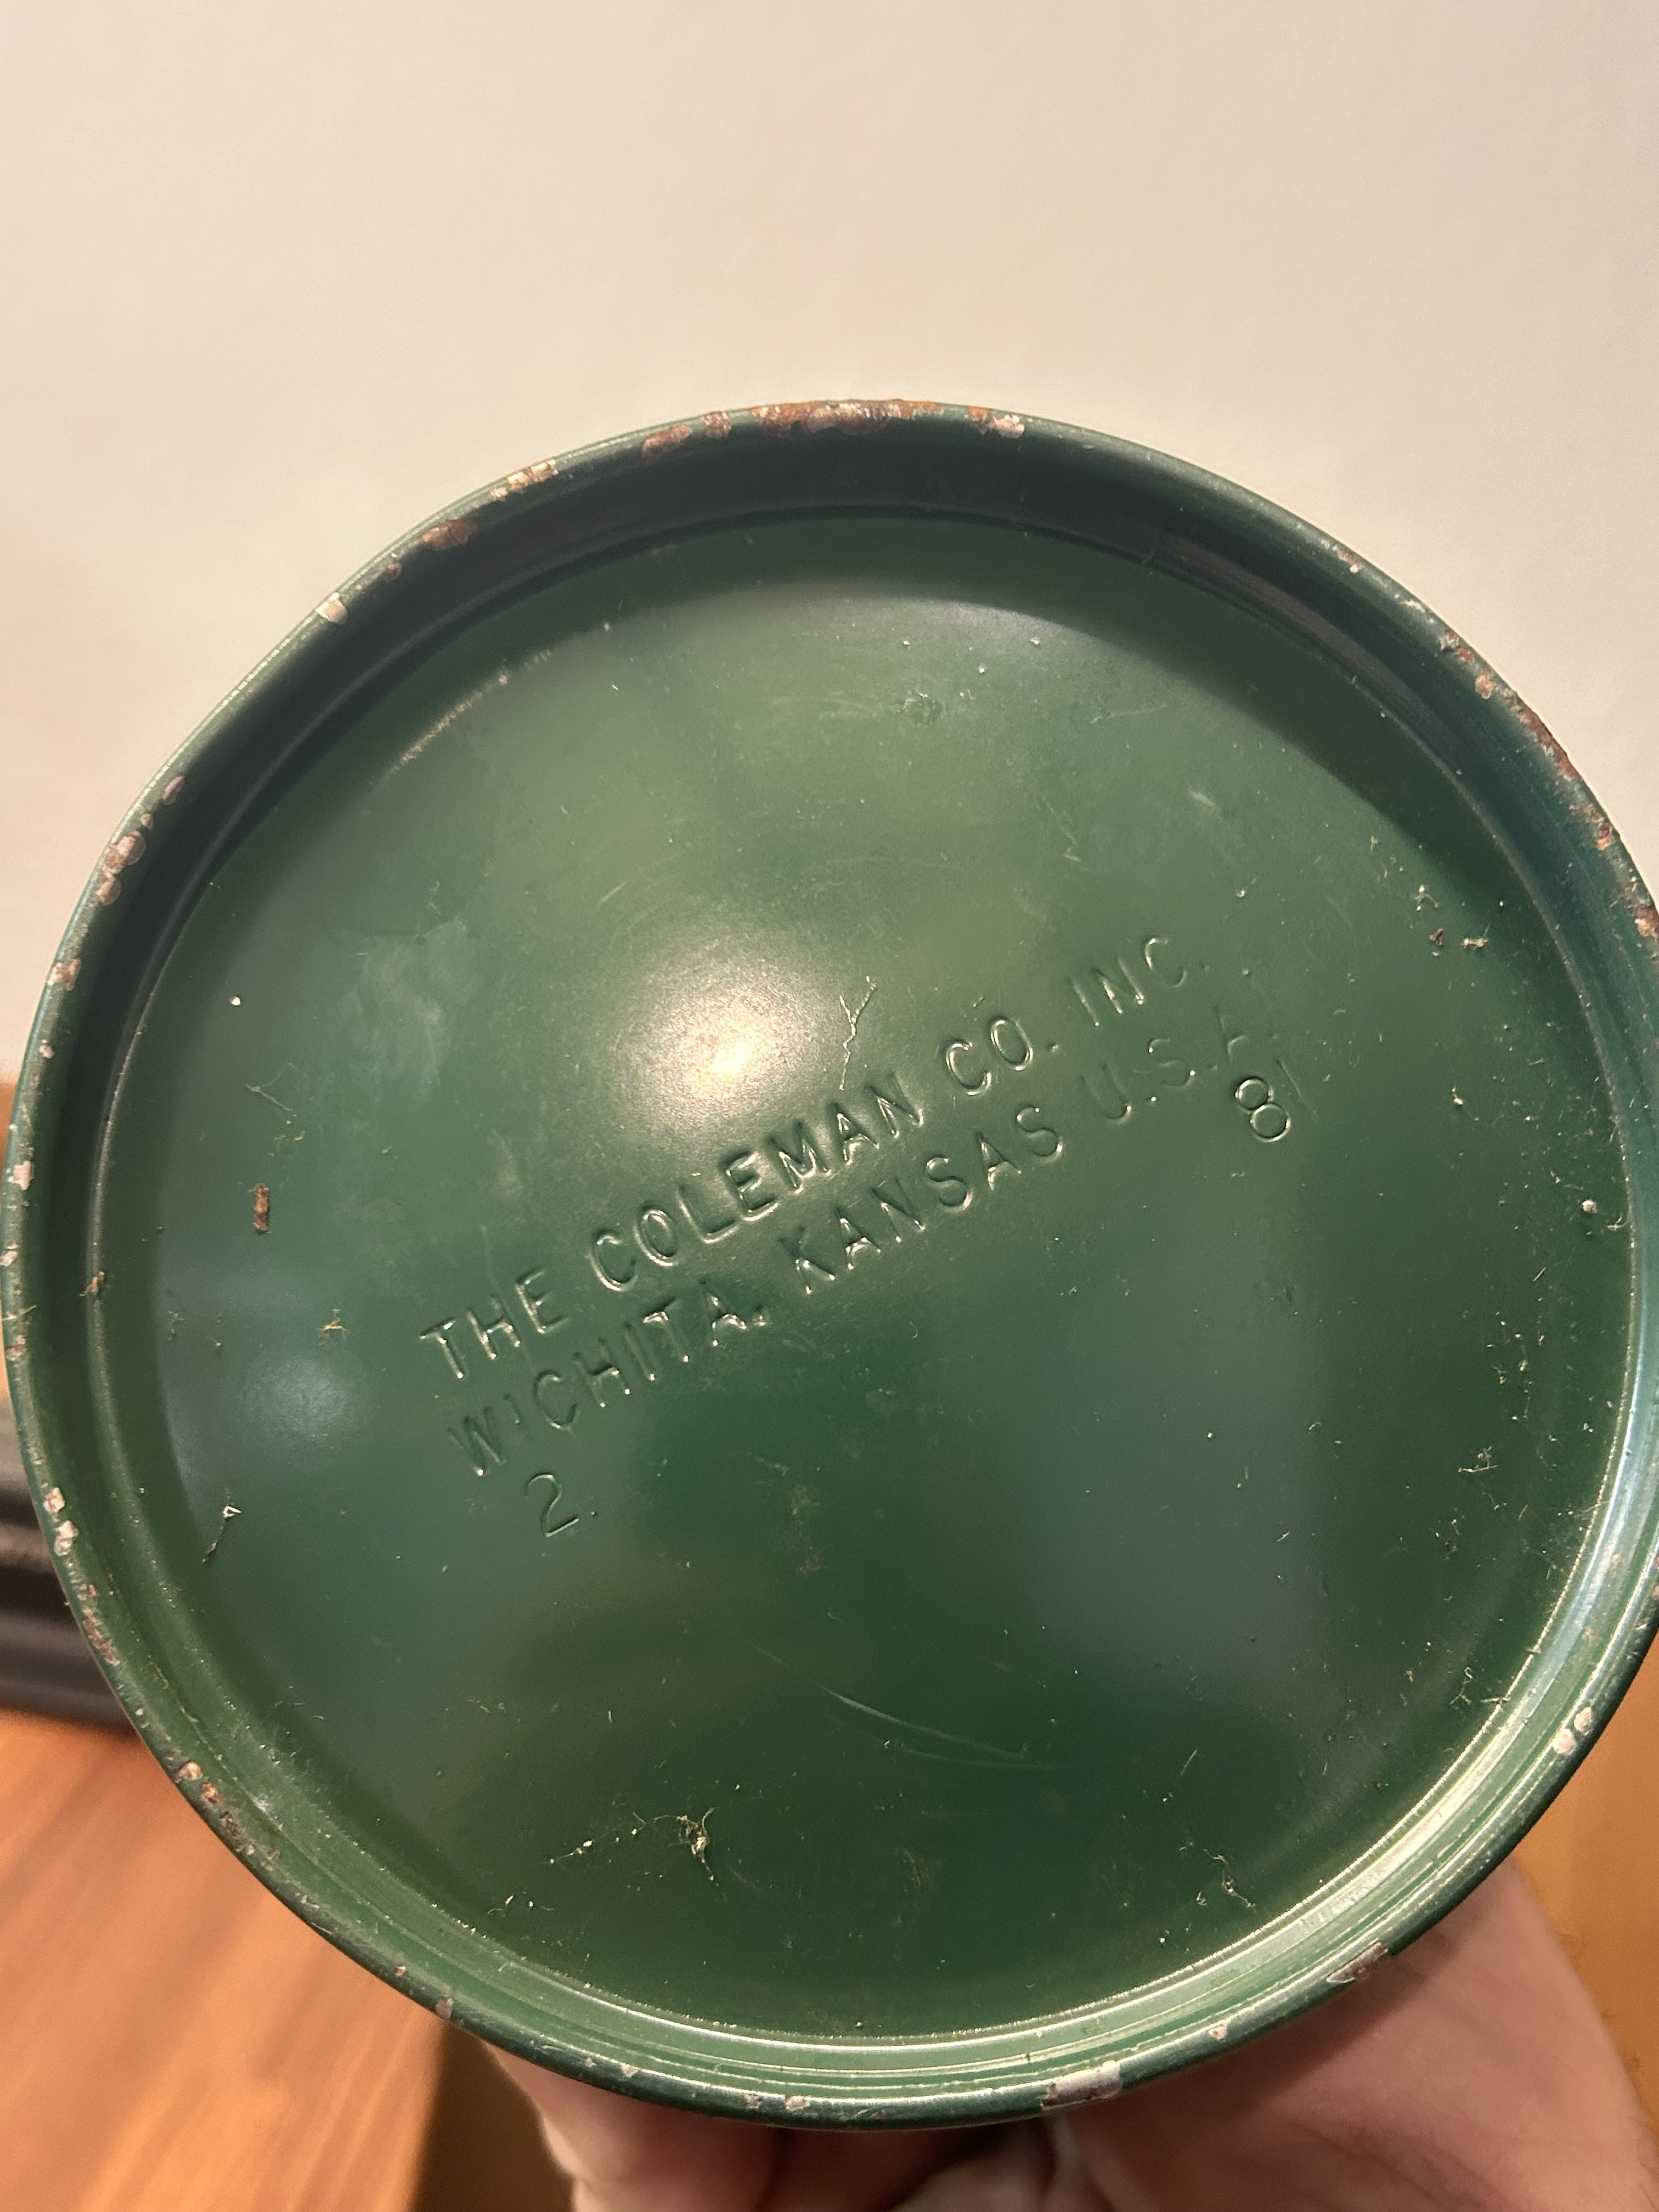 THE COLEMAN CO. INC.
WICHITA, KANSAS U.S.A.
2. 81